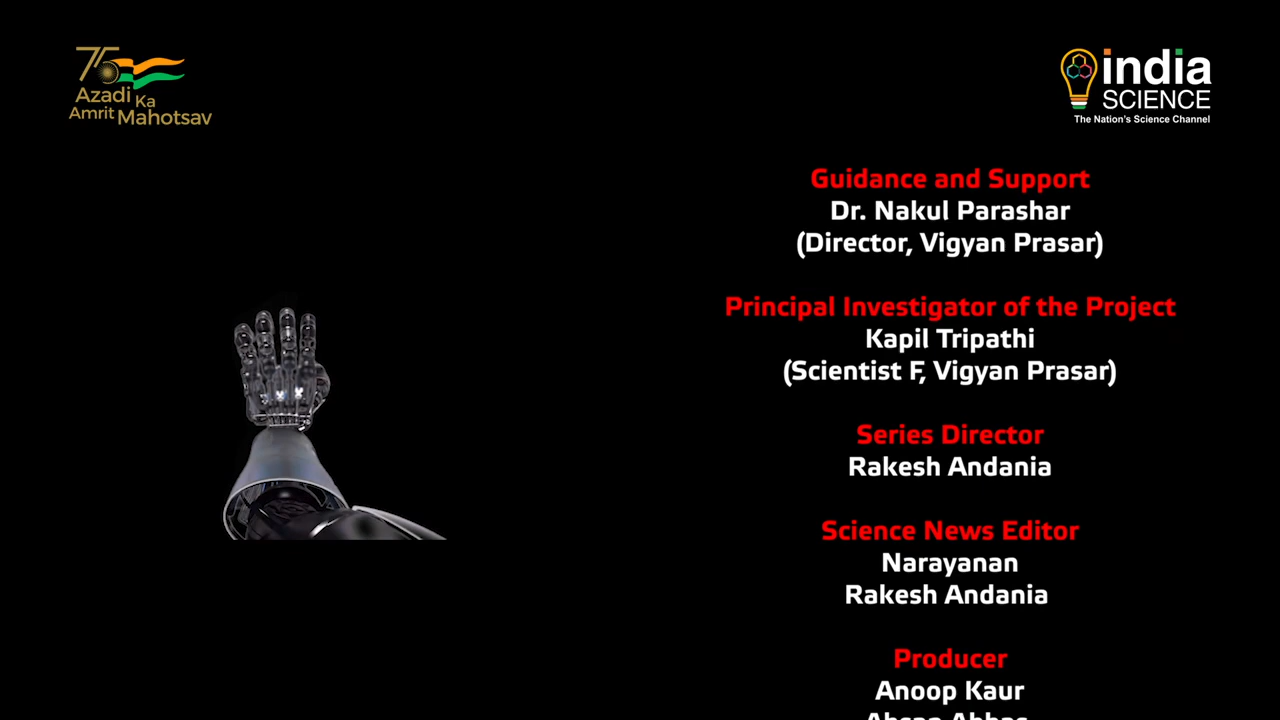 75
Azadi Ka
Amrit Mahotsav
india
SCIENCE
The Nation's Science Channel
Guidance and Support
Dr. Nakul Parashar
(Director, Vigyan Prasar)
Principal Investigator of the Project
Kapil Tripathi
(Scientist F, Vigyan Prasar)
Series Director
Rakesh Andania
Science News Editor
Narayanan
Rakesh Andania
Producer
Anoop Kaur